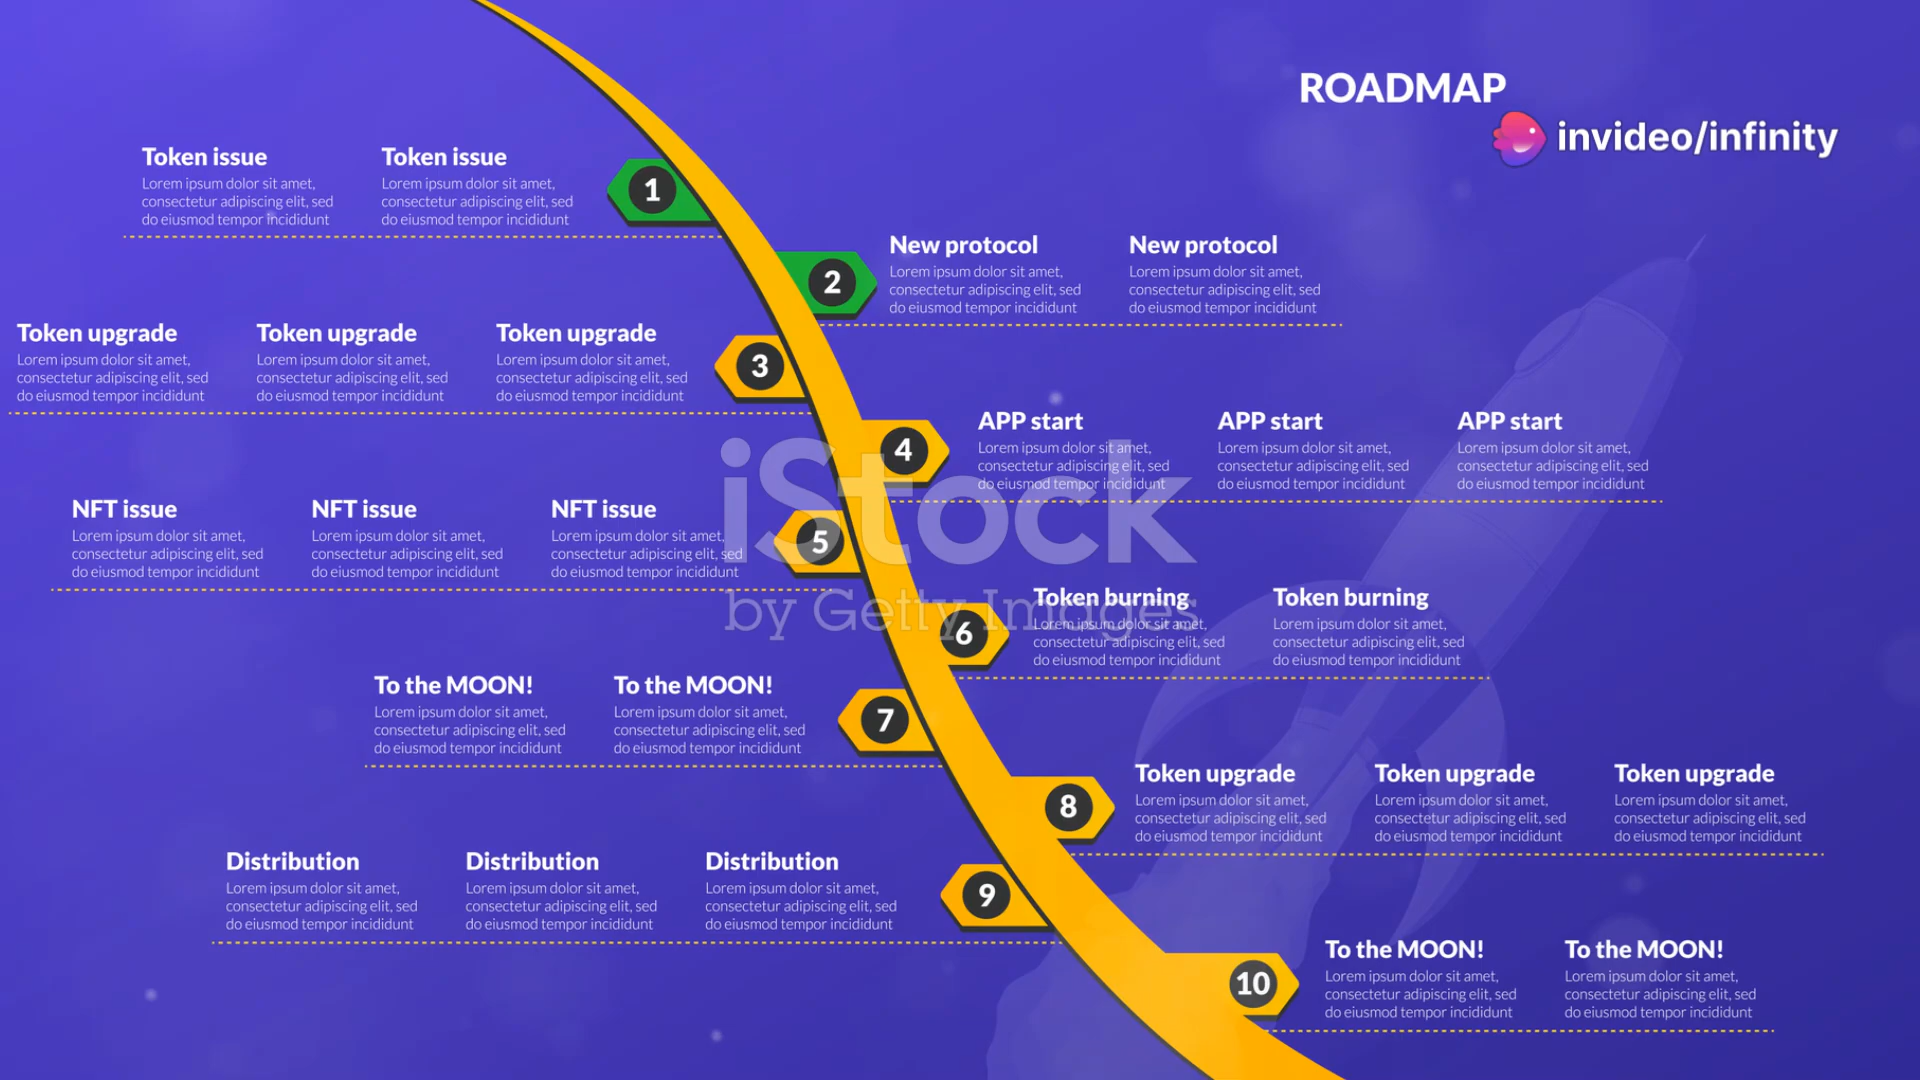 ROADMAP
invideo/infinity
Token issue
Lorem ipsum dolor sit amet,
consectetur adipiscing elit, sed
do eiusmod tempor incididunt
Token issue
Lorem ipsum dolor sit amet,
consectetur adipiscing elit, sed
do eiusmod tempor incididunt
1
2
New protocol
Lorem ipsum dolor sit amet,
consectetur adipiscing elit, sed
do eiusmod tempor incididunt
New protocol
Lorem ipsum dolor sit amet,
consectetur adipiscing elit, sed
do eiusmod tempor incididunt
Token upgrade
Lorem ipsum dolor sit amet,
consectetur adipiscing elit, sed
do eiusmod tempor incididunt
Token upgrade
Lorem ipsum dolor sit amet,
consectetur adipiscing elit, sed
do eiusmod tempor incididunt
Token upgrade
Lorem ipsum dolor sit amet,
consectetur adipiscing elit, sed
do eiusmod tempor incididunt
3
4
APP start
Lorem ipsum dolor sit amet,
consectetur adipiscing elit, sed
do eiusmod tempor incididunt
APP start
Lorem ipsum dolor sit amet,
consectetur adipiscing elit, sed
do eiusmod tempor incididunt
APP start
Lorem ipsum dolor sit amet,
consectetur adipiscing elit, sed
do eiusmod tempor incididunt
iStock
by Getty Images
NFT issue
Lorem ipsum dolor sit amet,
consectetur adipiscing elit, sed
do eiusmod tempor incididunt
NFT issue
Lorem ipsum dolor sit amet,
consectetur adipiscing elit, sed
do eiusmod tempor incididunt
NFT issue
Lorem ipsum dolor sit amet,
consectetur adipiscing elit, sed
do eiusmod tempor incididunt
5
6
Token burning
Lorem ipsum dolor sit amet,
consectetur adipiscing elit, sed
do eiusmod tempor incididunt
Token burning
Lorem ipsum dolor sit amet,
consectetur adipiscing elit, sed
do eiusmod tempor incididunt
To the MOON!
Lorem ipsum dolor sit amet,
consectetur adipiscing elit, sed
do eiusmod tempor incididunt
To the MOON!
Lorem ipsum dolor sit amet,
consectetur adipiscing elit, sed
do eiusmod tempor incididunt
7
8
Token upgrade
Lorem ipsum dolor sit amet,
consectetur adipiscing elit, sed
do eiusmod tempor incididunt
Token upgrade
Lorem ipsum dolor sit amet,
consectetur adipiscing elit, sed
do eiusmod tempor incididunt
Token upgrade
Lorem ipsum dolor sit amet,
consectetur adipiscing elit, sed
do eiusmod tempor incididunt
Distribution
Lorem ipsum dolor sit amet,
consectetur adipiscing elit, sed
do eiusmod tempor incididunt
Distribution
Lorem ipsum dolor sit amet,
consectetur adipiscing elit, sed
do eiusmod tempor incididunt
Distribution
Lorem ipsum dolor sit amet,
consectetur adipiscing elit, sed
do eiusmod tempor incididunt
9
10
To the MOON!
Lorem ipsum dolor sit amet,
consectetur adipiscing elit, sed
do eiusmod tempor incididunt
To the MOON!
Lorem ipsum dolor sit amet,
consectetur adipiscing elit, sed
do eiusmod tempor incididunt